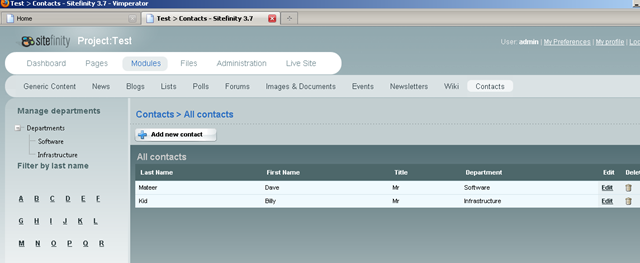 Test > Contacts - Sitefinity 3.7 - Vimperator
Home
Test > Contacts - Sitefinity 3.7
sitefinity Project:Test
User: admin | My Preferences | My profile |
Dashboard Pages Modules Files Administration Live Site
Generic Content News Blogs Lists Polls Forums Images & Documents Events Newsletters Wiki Contacts
Manage departments
Departments
Software
Infrastructure
Filter by last name
A B C D E F
G H I J K L
M N O P Q R
Contacts > All contacts
Add new contact
All contacts
Last Name First Name Title Department Edit Delet
Mateer Dave Mr Software Edit
Kid Billy Mr Infrastructure Edit